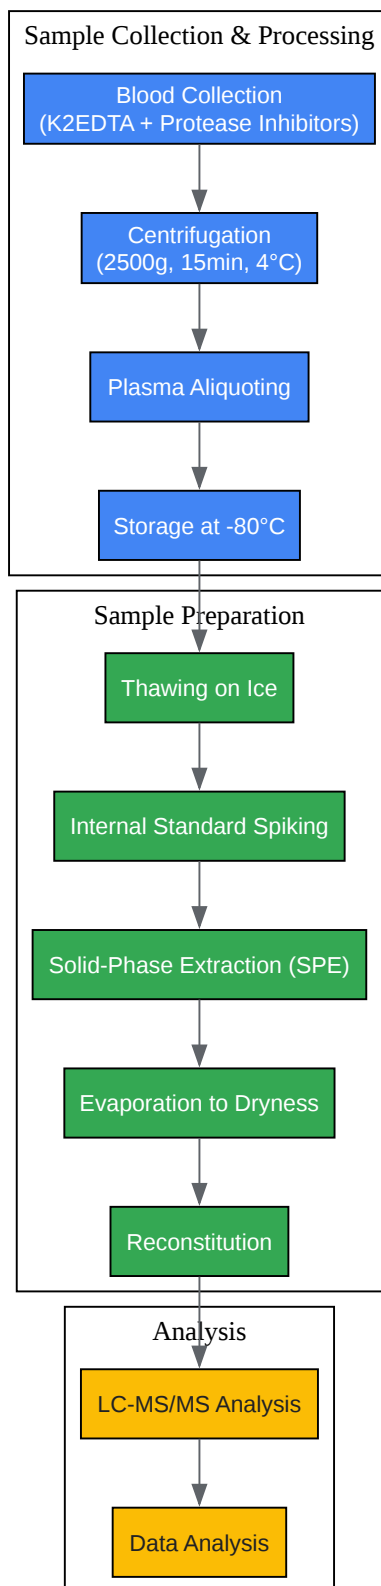 Sample Collection & Processing
Blood Collection
(K2EDTA + Protease Inhibitors)
Centrifugation
(2500g, 15min, 4°C)
Plasma Aliquoting
Storage at -80°C
Sample Preparation
Thawing on Ice
Internal Standard Spiking
Solid-Phase Extraction (SPE)
Evaporation to Dryness
Reconstitution
Analysis
LC-MS/MS Analysis
Data Analysis